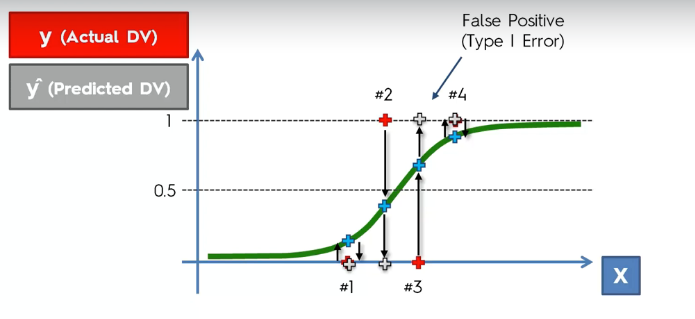 y (Actual DV)
ŷ (Predicted DV)
False Positive
(Type I Error)
#2
#4
1
0.5
#1
#3
X